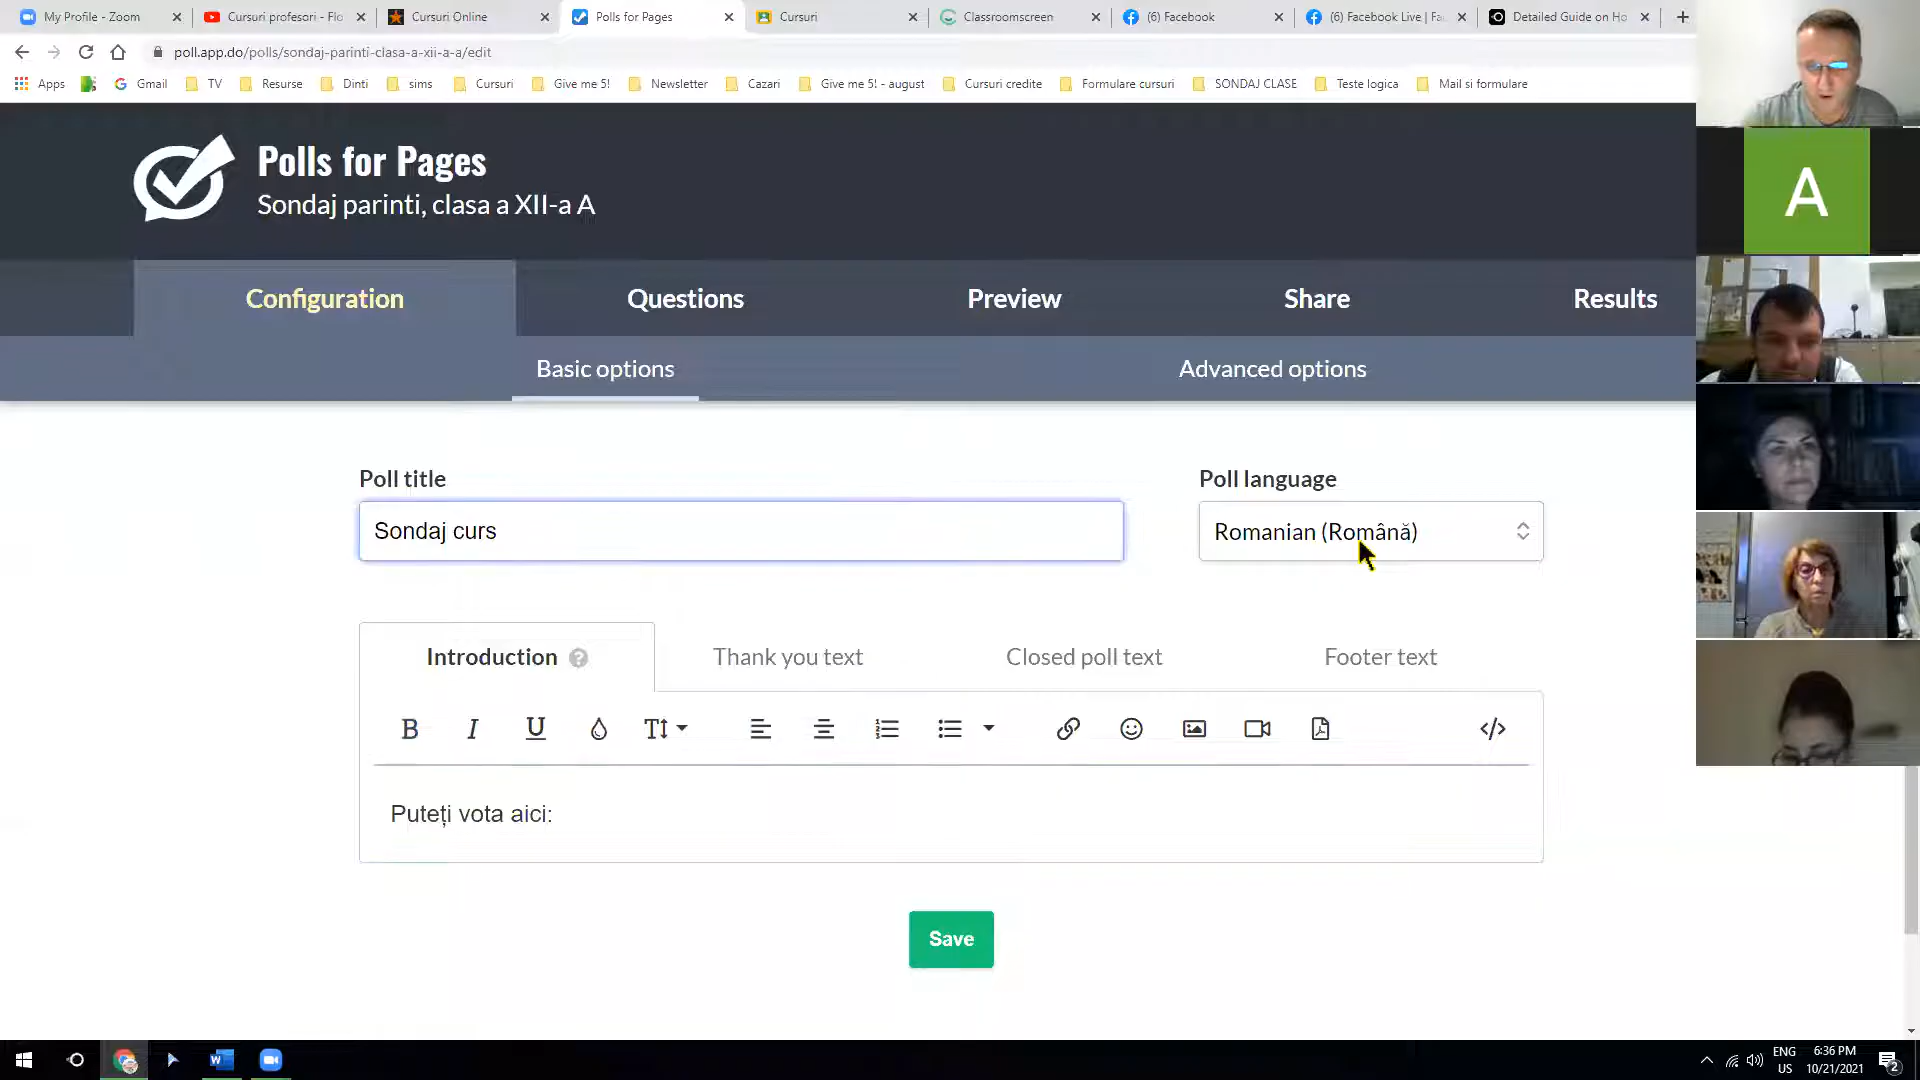 My Profile - Zoom
Cursuri profesori - Flo
Cursuri Online
Polls for Pages
Cursuri
Classroomscreen
(6) Facebook
(6) Facebook Live | Fa
Detailed Guide on Ho
poll.app.do/polls/sondaj-parinti-clasa-a-xii-a-a/edit
Apps
Gmail
TV
Resurse
Dinti
sims
Cursuri
Give me 5!
Newsletter
Cazari
Give me 5! - august
Cursuri credite
Formulare cursuri
SONDAJ CLASE
Teste logica
Mail si formulare
Polls for Pages
Sondaj parinti, clasa a XII-a A
A
Configuration
Questions
Preview
Share
Results
Basic options
Advanced options
Poll title
Poll language
Sondaj curs
Romanian (Română)
Introduction
Thank you text
Closed poll text
Footer text
B I U T
Puteți vota aici:
Save
ENG
US
6:36 PM
10/21/2021
2